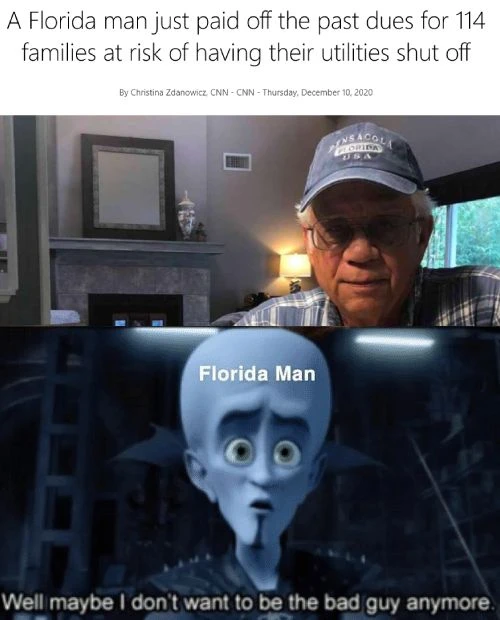 A Florida man just paid off the past dues for 114
families at risk of having their utilities shut off
By Christina Zdanowicz, CNN - CNN - Thursday, December 10, 2020
PENSACOLA
FLORIDA
USA
Florida Man
Well maybe I don't want to be the bad guy anymore.